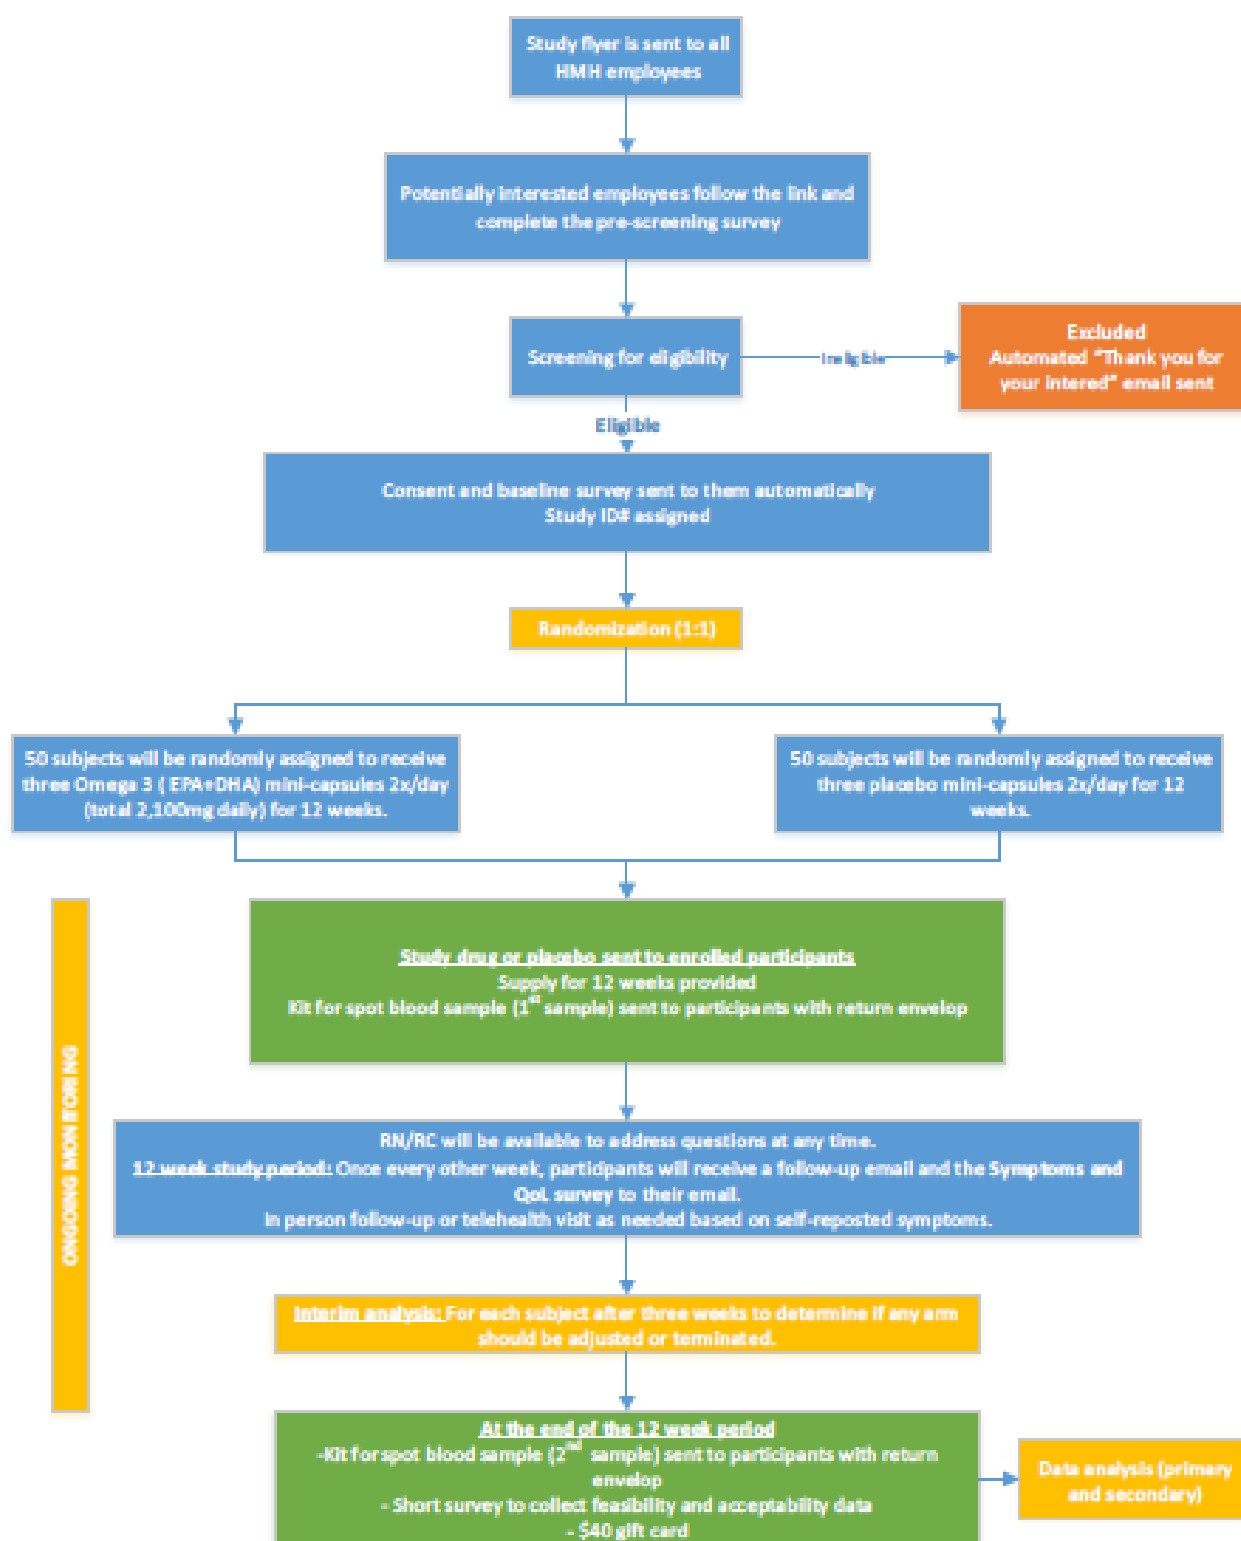 Study flyer is sent to all
HMH employees
Potentially interested employees follow the link and
complete the pre-screening survey
Screening for eligibility
Ineligible
Excluded
Automated "Thank you for
your intered" email sent
Eligible
Consent and baseline survey sent to them automatically
Study ID# assigned
Randomization (1:1)
50 subjects will be randomly assigned to receive
three Omega 3 ( EPA+DHA) mini-capsules 2x/day
(total 2,100mg daily) for 12 weeks.
50 subjects will be randomly assigned to receive
three placebo mini-capsules 2x/day for 12
weeks.
ONGOING MONITORING
Study drug or placebo sent to enrolled participants
Supply for 12 weeks provided
Kit for spot blood sample (1st sample) sent to participants with return envelop
RN/RC will be available to address questions at any time.
12 week study period: Once every other week, participants will receive a follow-up email and the Symptoms and
QoL survey to their email.
In person follow-up or telehealth visit as needed based on self-reposted symptoms.
Interim analysis: For each subject after three weeks to determine if any arm
should be adjusted or terminated.
At the end of the 12 week period
-Kit for spot blood sample (2nd sample) sent to participants with return
envelop
- Short survey to collect feasibility and acceptability data
- $40 gift card
Data analysis (primary
and secondary)